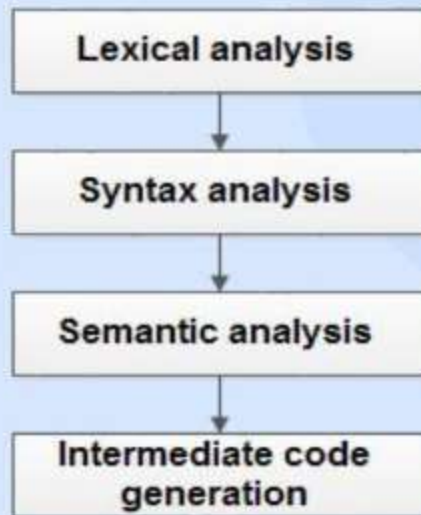 Lexical analysis
Syntax analysis
Semantic analysis
Intermediate code
generation